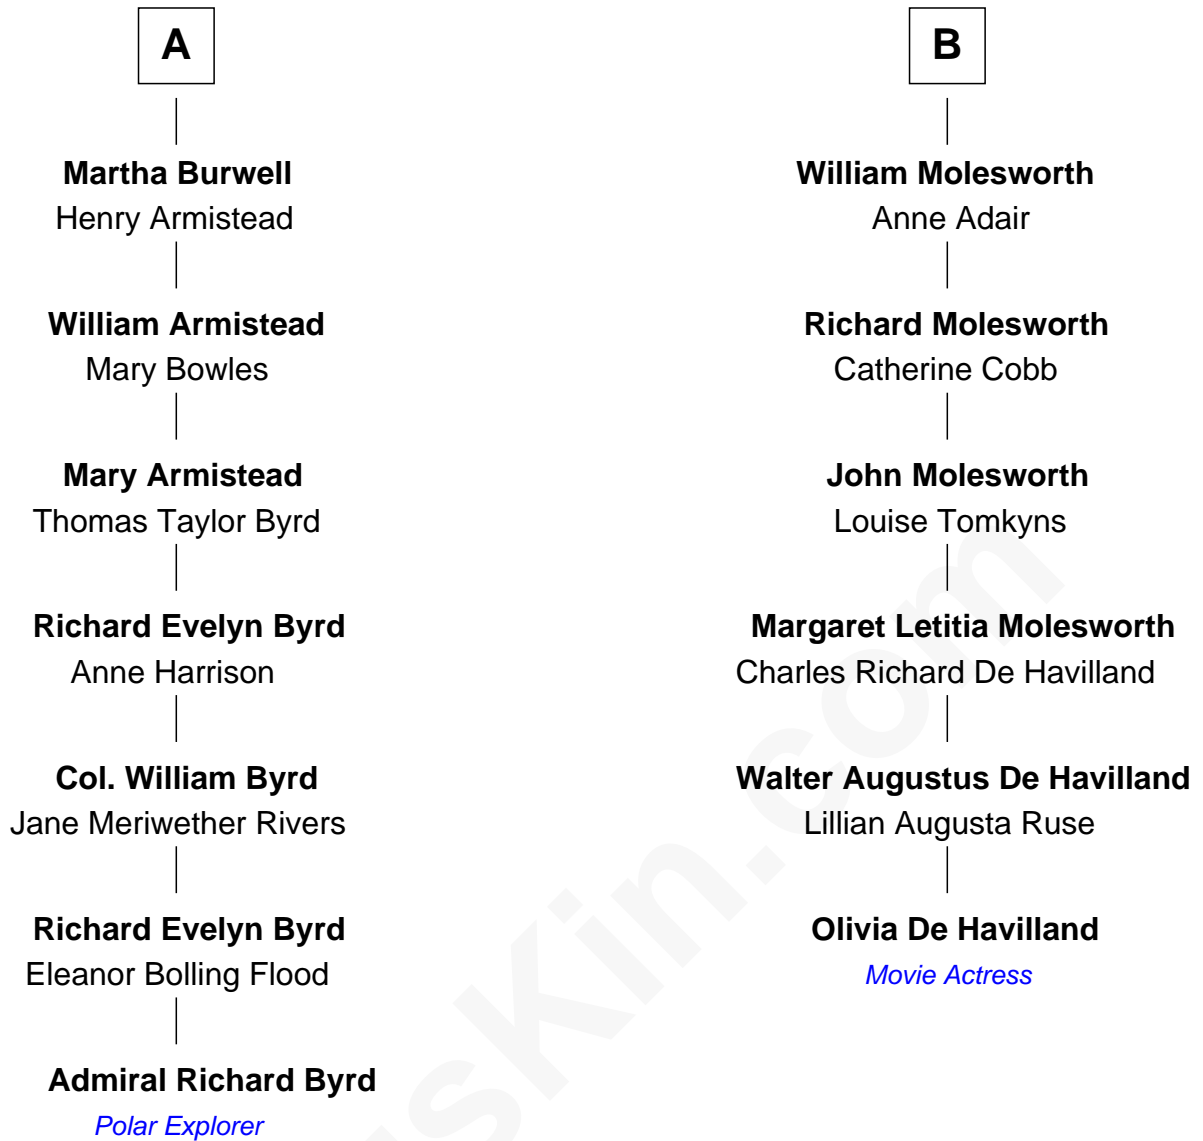 A
Martha Burwell
Henry Armistead
William Armistead
Mary Bowles
Mary Armistead
Thomas Taylor Byrd
Richard Evelyn Byrd
Anne Harrison
Col. William Byrd
Jane Meriwether Rivers
Richard Evelyn Byrd
Eleanor Bolling Flood
Admiral Richard Byrd
Polar Explorer
B
William Molesworth
Anne Adair
Richard Molesworth
Catherine Cobb
John Molesworth
Louise Tomkyns
Margaret Letitia Molesworth
Charles Richard De Havilland
Walter Augustus De Havilland
Lillian Augusta Ruse
Olivia De Havilland
Movie Actress
sKin.com